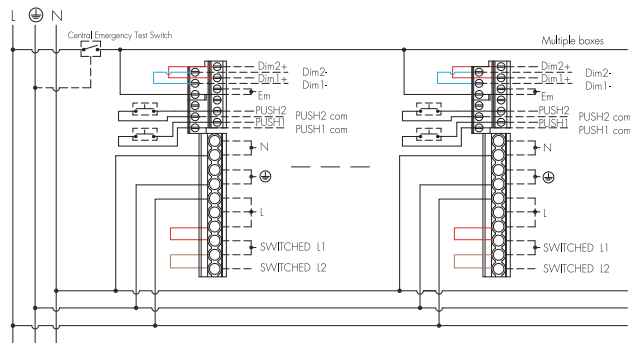 L N
Central Emergency Test Switch
Multiple boxes
Dim2+
Dim2-
Dim1+
Dim1-
Em
PUSH2
PUSH2 com
PUSH1
PUSH1 com
N
L
SWITCHED L1
SWITCHED L2
Dim2+
Dim2-
Dim1+
Dim1-
Em
PUSH2
PUSH2 com
PUSH1
PUSH1 com
N
L
SWITCHED L1
SWITCHED L2